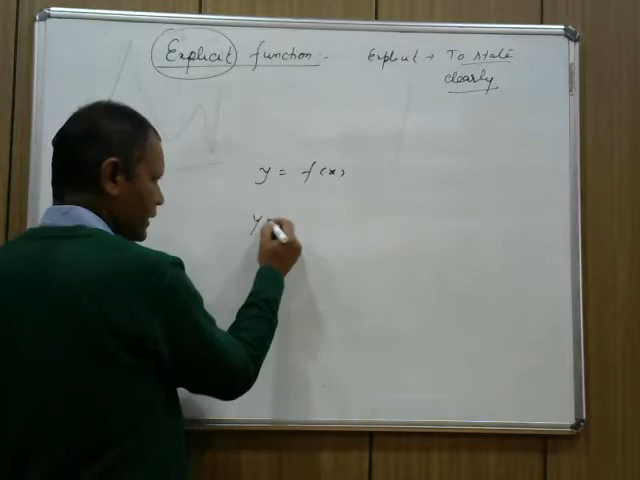 Explicit function :-
Explicit → To state
clearly
y = f(x)
y =